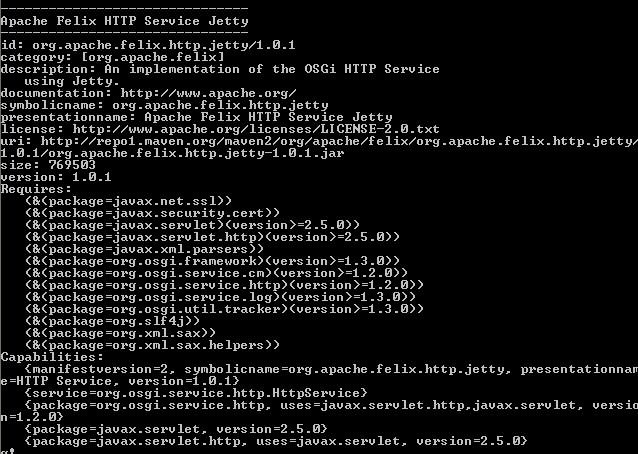 -------------------------------
Apache Felix HTTP Service Jetty
-------------------------------
id: org.apache.felix.http.jetty/1.0.1
category: [org.apache.felix]
description: An implementation of the OSGi HTTP Service
using Jetty.
documentation: http://www.apache.org/
symbolicname: org.apache.felix.http.jetty
presentationname: Apache Felix HTTP Service Jetty
license: http://www.apache.org/licenses/LICENSE-2.0.txt
uri: http://repo1.maven.org/maven2/org/apache/felix/org.apache.felix.http.jetty/
1.0.1/org.apache.felix.http.jetty-1.0.1.jar
size: 769503
version: 1.0.1
Requires:
(&(package=javax.net.ssl))
(&(package=javax.security.cert))
(&(package=javax.servlet)(version>=2.5.0))
(&(package=javax.servlet.http)(version>=2.5.0))
(&(package=javax.xml.parsers))
(&(package=org.osgi.framework)(version>=1.3.0))
(&(package=org.osgi.service.cm)(version>=1.2.0))
(&(package=org.osgi.service.http)(version>=1.2.0))
(&(package=org.osgi.service.log)(version>=1.3.0))
(&(package=org.osgi.util.tracker)(version>=1.3.0))
(&(package=org.slf4j))
(&(package=org.xml.sax))
(&(package=org.xml.sax.helpers))
Capabilities:
{manifestversion=2, symbolicname=org.apache.felix.http.jetty, presentationnam
e=HTTP Service, version=1.0.1}
{service=org.osgi.service.http.HttpService}
{package=org.osgi.service.http, uses=javax.servlet.http,javax.servlet, versio
n=1.2.0}
{package=javax.servlet, version=2.5.0}
{package=javax.servlet.http, uses=javax.servlet, version=2.5.0}
g!